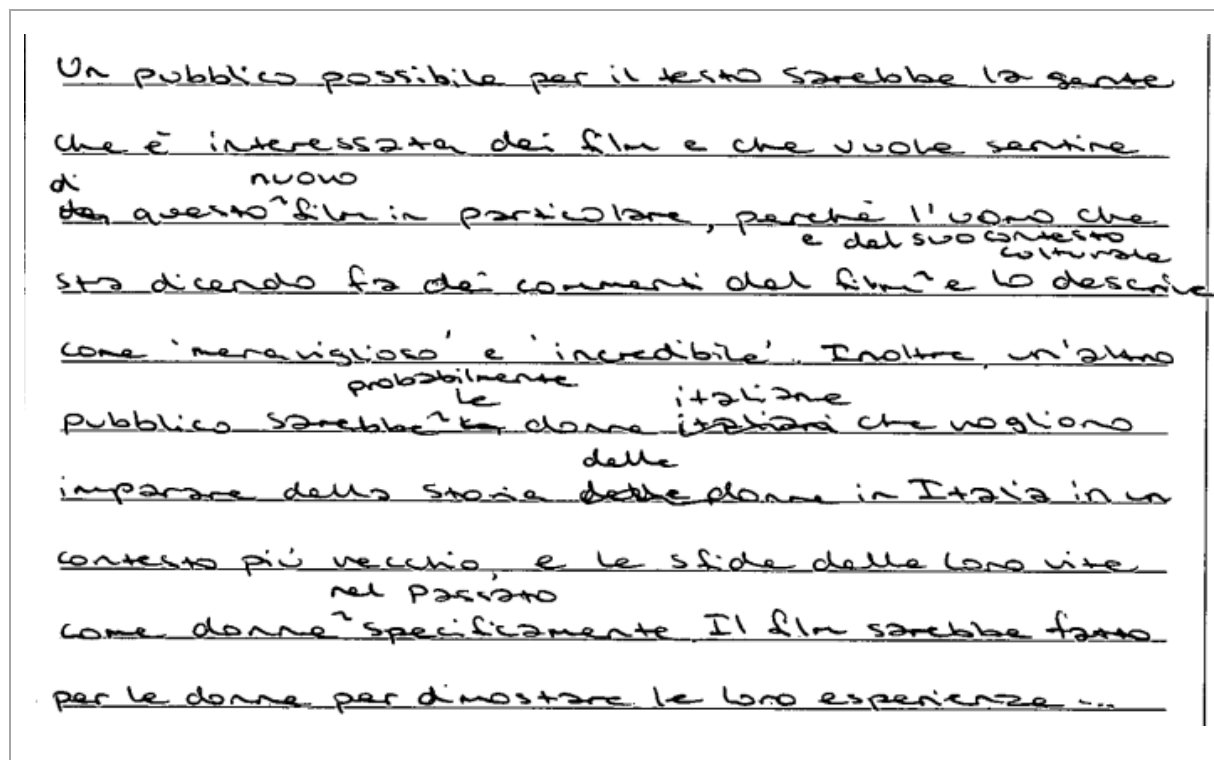 Un pubblico possibile per il testo sarebbe la gente
che è interessata dei film e che vuole sentire
di nuovo
questo film in particolare, perché l'uomo che
e del suo contesto
culturale
sta dicendo fa dei commenti del film e lo descrive
come 'meraviglioso' e 'incredibile'. Inoltre, un'altro
probabilmente
le italiane
pubblico sarebbe donne italiani che vogliono
delle
imparare della storia delle donne in Italia in un
contesto più vecchio, e le sfide delle loro vite
nel passato
come donne specificamente. Il film sarebbe fatto
per le donne per dimostare le loro esperienze ...